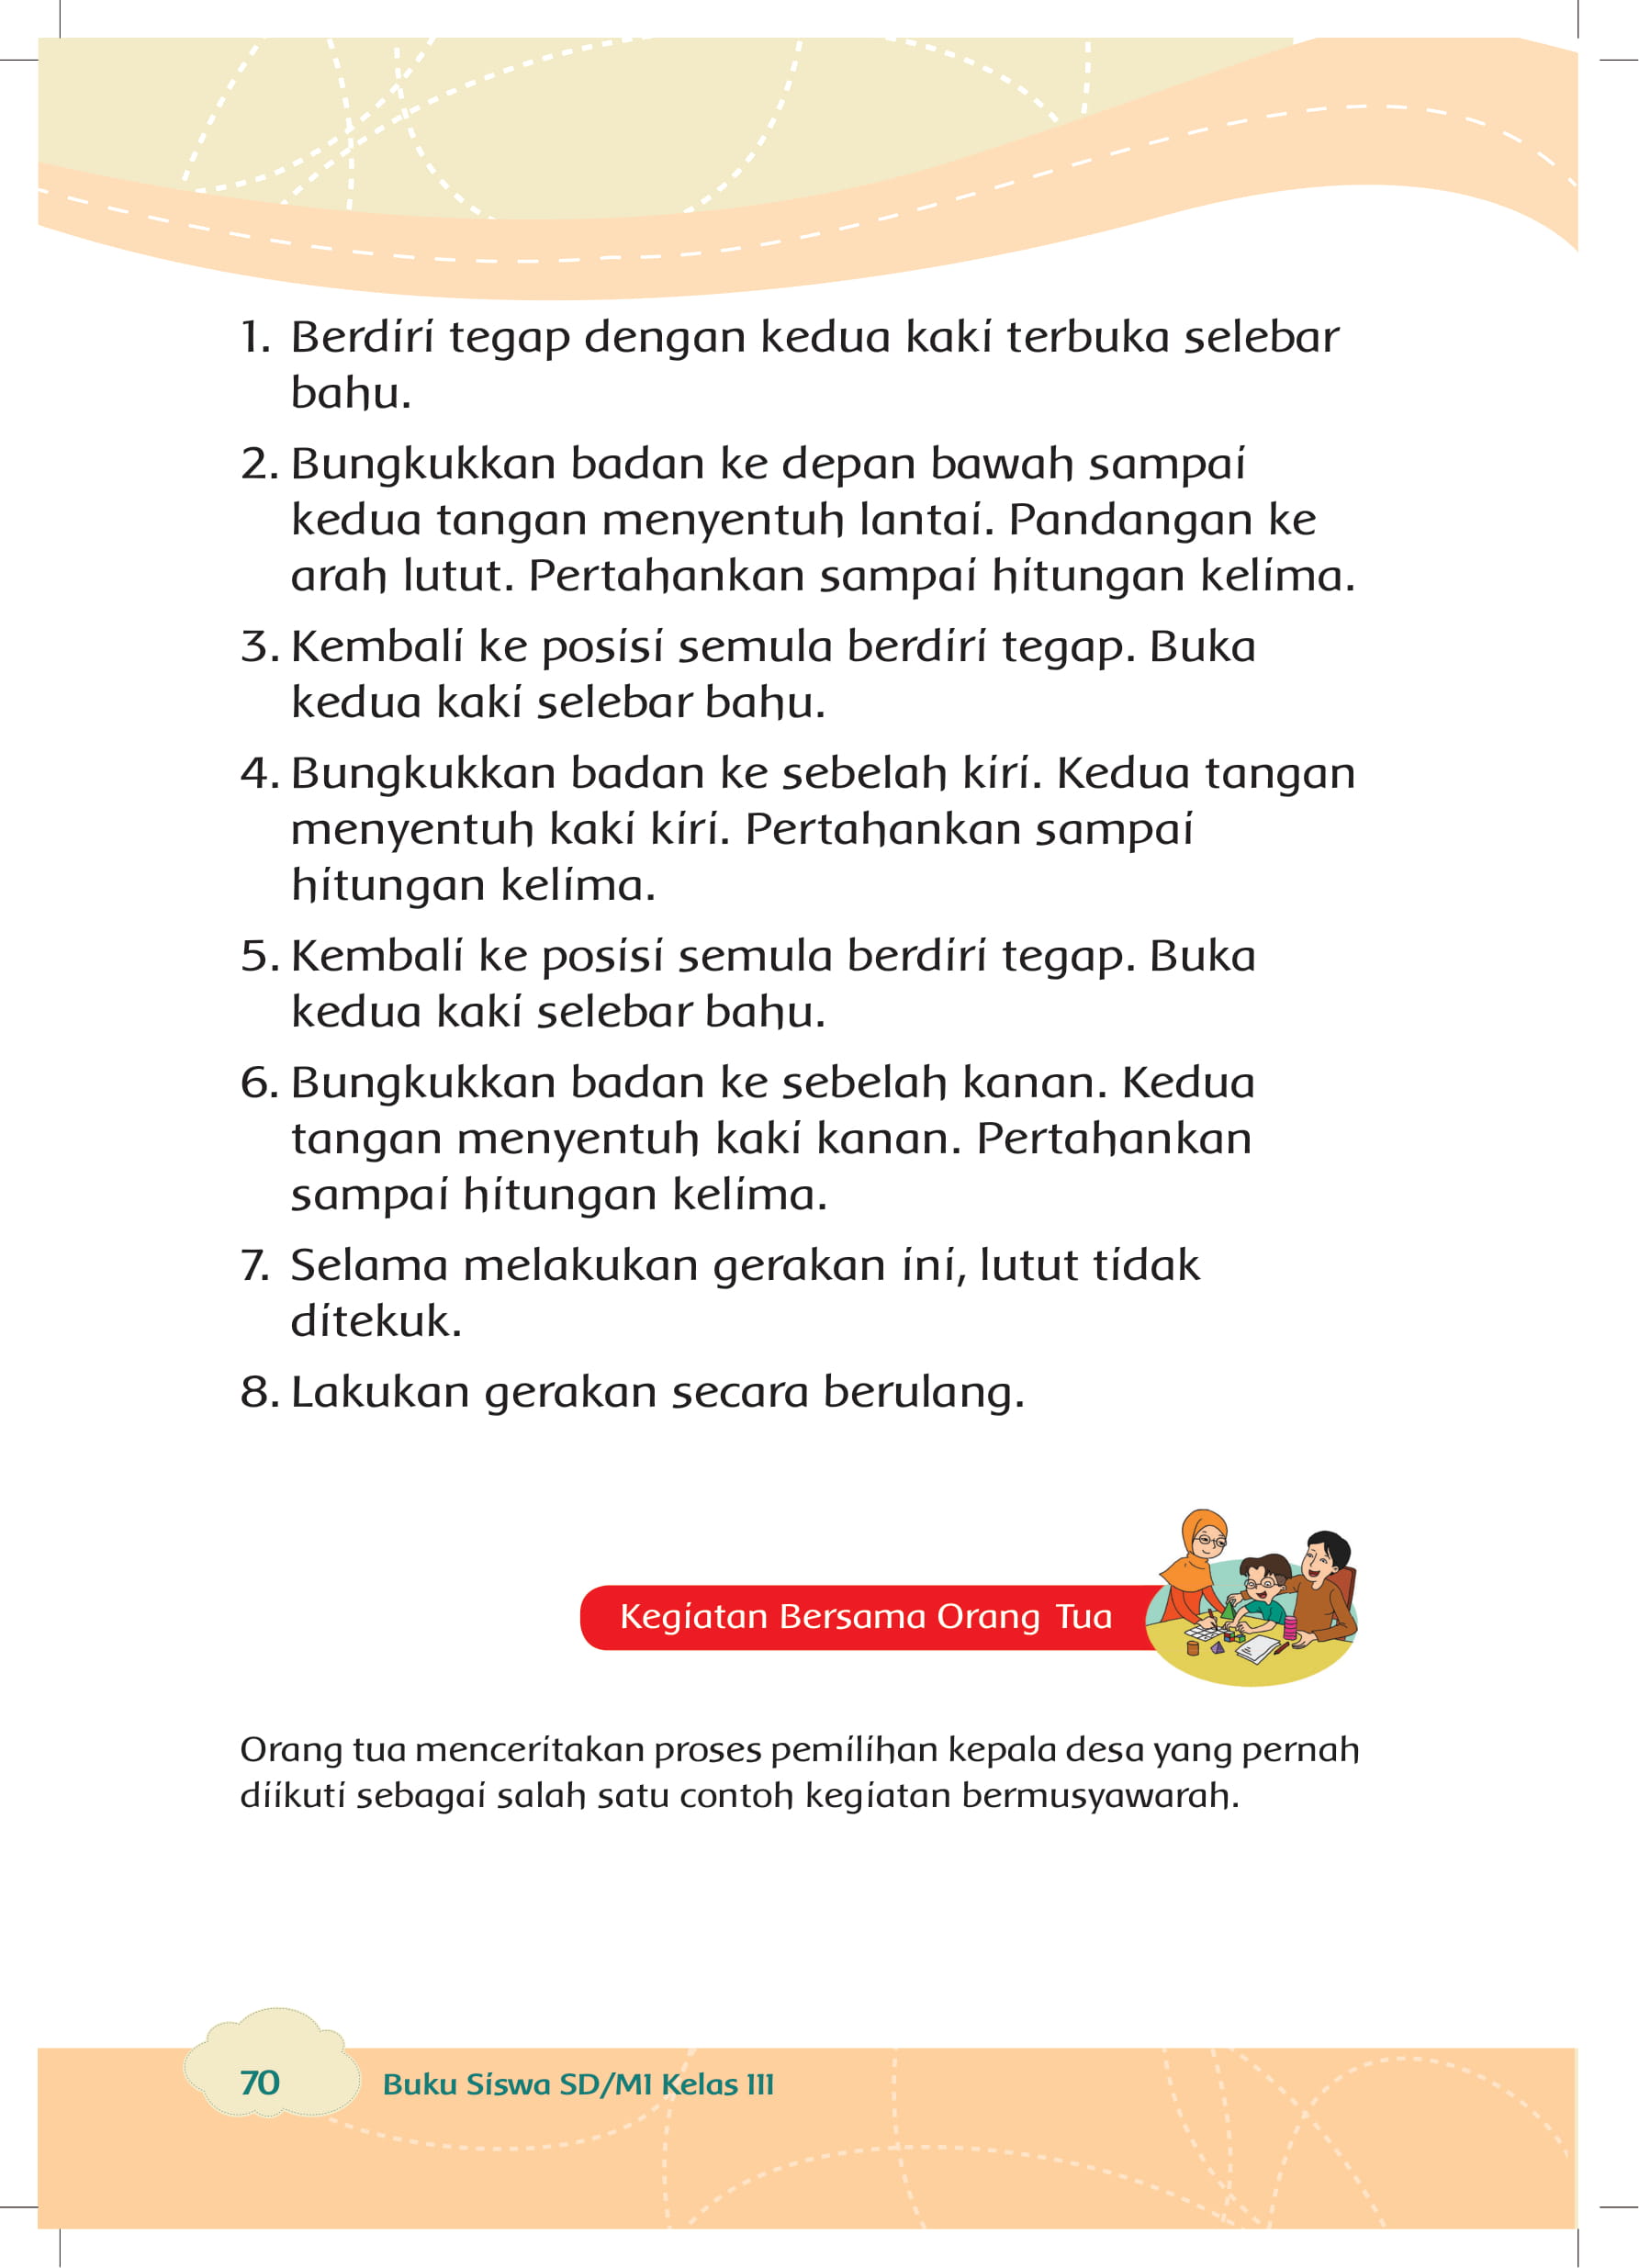 1. Berdiri tegap dengan kedua kaki terbuka selebar
bahu.
2. Bungkukkan badan ke depan bawah sampai
kedua tangan menyentuh lantai. Pandangan ke
arah lutut. Pertahankan sampai hitungan kelima.
3. Kembali ke posisi semula berdiri tegap. Buka
kedua kaki selebar bahu.
4. Bungkukkan badan ke sebelah kiri. Kedua tangan
menyentuh kaki kiri. Pertahankan sampai
hitungan kelima.
5. Kembali ke posisi semula berdiri tegap. Buka
kedua kaki selebar bahu.
6. Bungkukkan badan ke sebelah kanan. Kedua
tangan menyentuh kaki kanan. Pertahankan
sampai hitungan kelima.
7. Selama melakukan gerakan ini, lutut tidak
ditekuk.
8. Lakukan gerakan secara berulang.
Kegiatan Bersama Orang Tua
Orang tua menceritakan proses pemilihan kepala desa yang pernah
diikuti sebagai salah satu contoh kegiatan bermusyawarah.
70 Buku Siswa SD/MI Kelas III